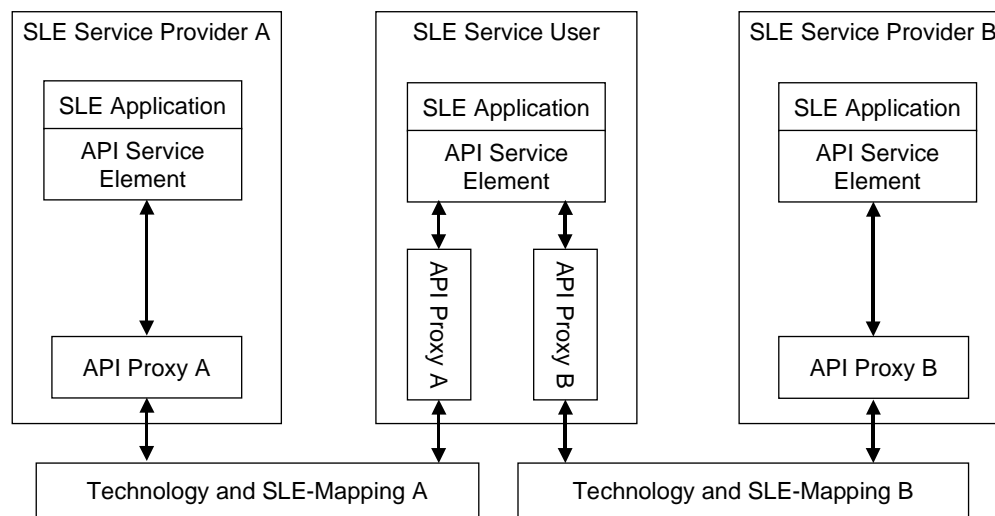 SLE Service Provider A
SLE Application
API Service
Element
API Proxy A
SLE Service User
SLE Application
API Service
Element
API Proxy A
API Proxy B
SLE Service Provider B
SLE Application
API Service
Element
API Proxy B
Technology and SLE-Mapping A
Technology and SLE-Mapping B